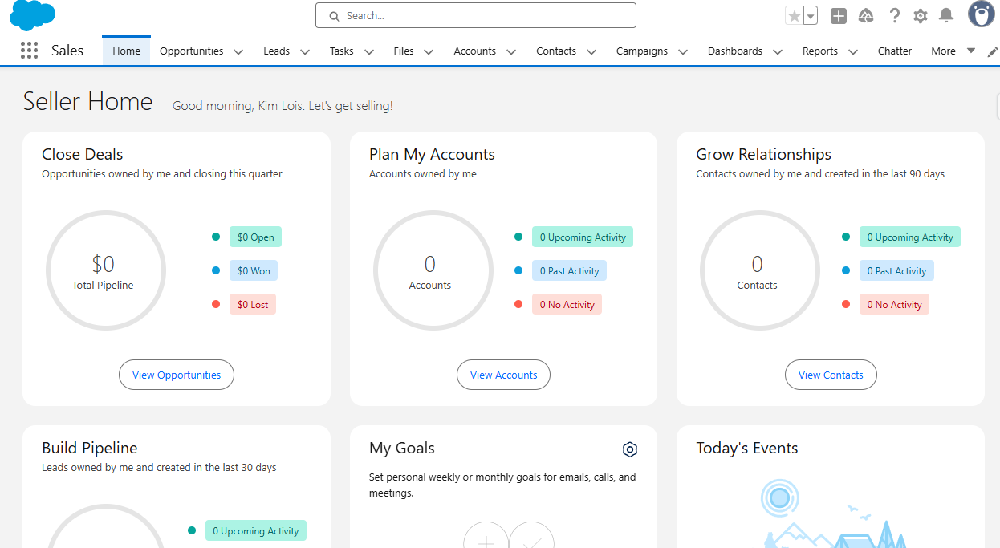 Search...
Sales
Home
Opportunities
Leads
Tasks
Files
Accounts
Contacts
Campaigns
Dashboards
Reports
Chatter
More
Seller Home
Good morning, Kim Lois. Let's get selling!
Close Deals
Opportunities owned by me and closing this quarter
$0
Total Pipeline
$0 Open
$0 Won
$0 Lost
View Opportunities
Plan My Accounts
Accounts owned by me
0
Accounts
0 Upcoming Activity
0 Past Activity
0 No Activity
View Accounts
Grow Relationships
Contacts owned by me and created in the last 90 days
0
Contacts
0 Upcoming Activity
0 Past Activity
0 No Activity
View Contacts
Build Pipeline
Leads owned by me and created in the last 30 days
0 Upcoming Activity
My Goals
Set personal weekly or monthly goals for emails, calls, and
meetings.
Today's Events